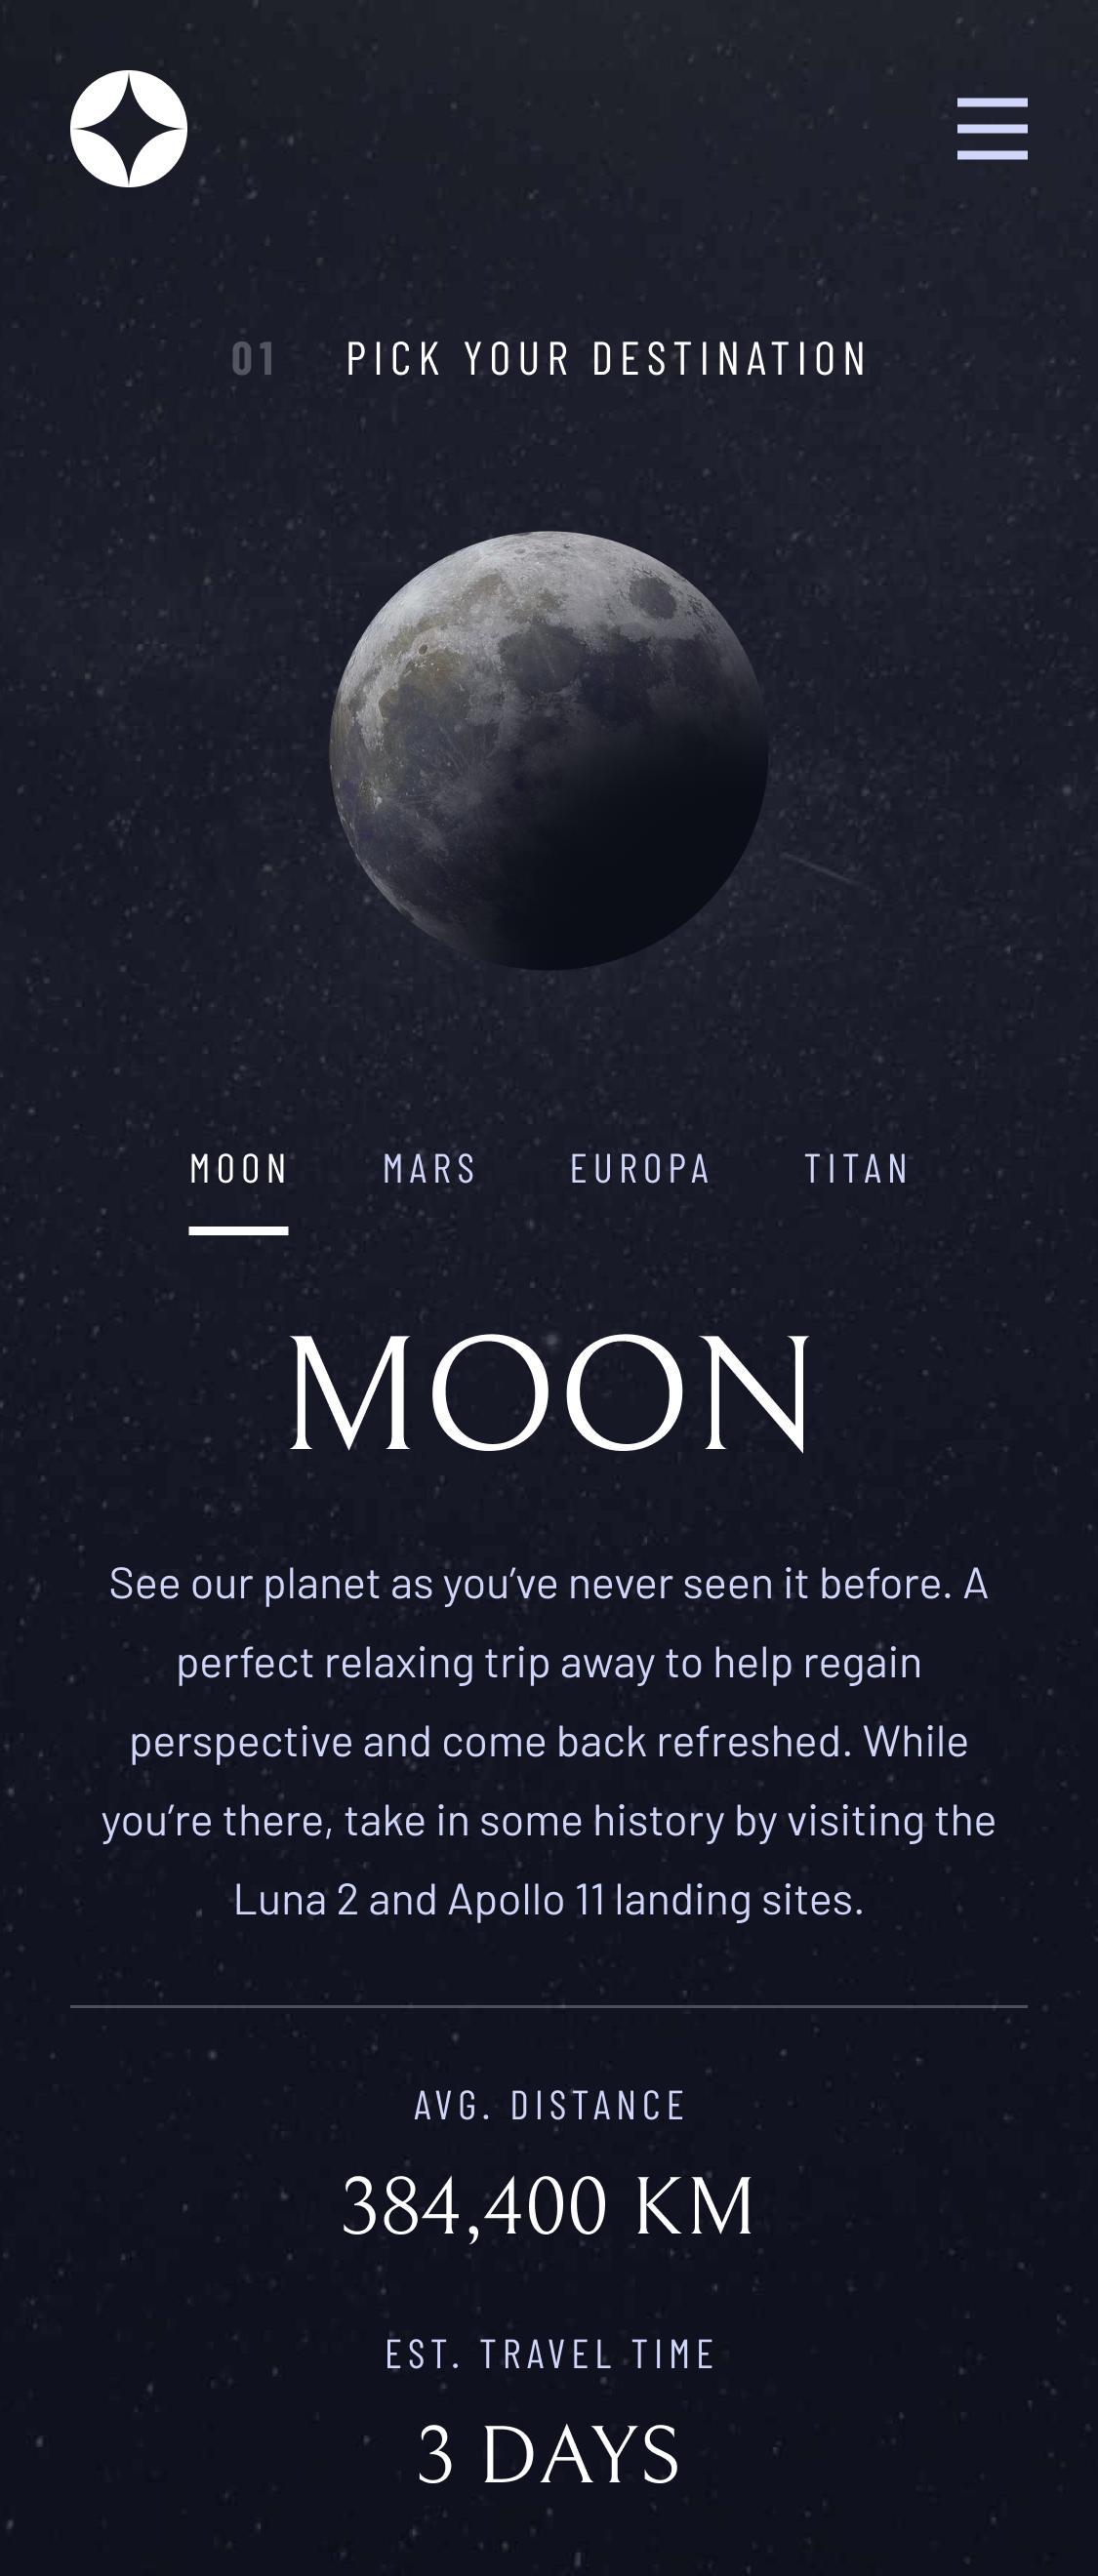 01 PICK YOUR DESTINATION
MOON MARS EUROPA TITAN
MOON
See our planet as you’ve never seen it before. A
perfect relaxing trip away to help regain
perspective and come back refreshed. While
you’re there, take in some history by visiting the
Luna 2 and Apollo 11 landing sites.
AVG. DISTANCE
384,400 KM
EST. TRAVEL TIME
3 DAYS